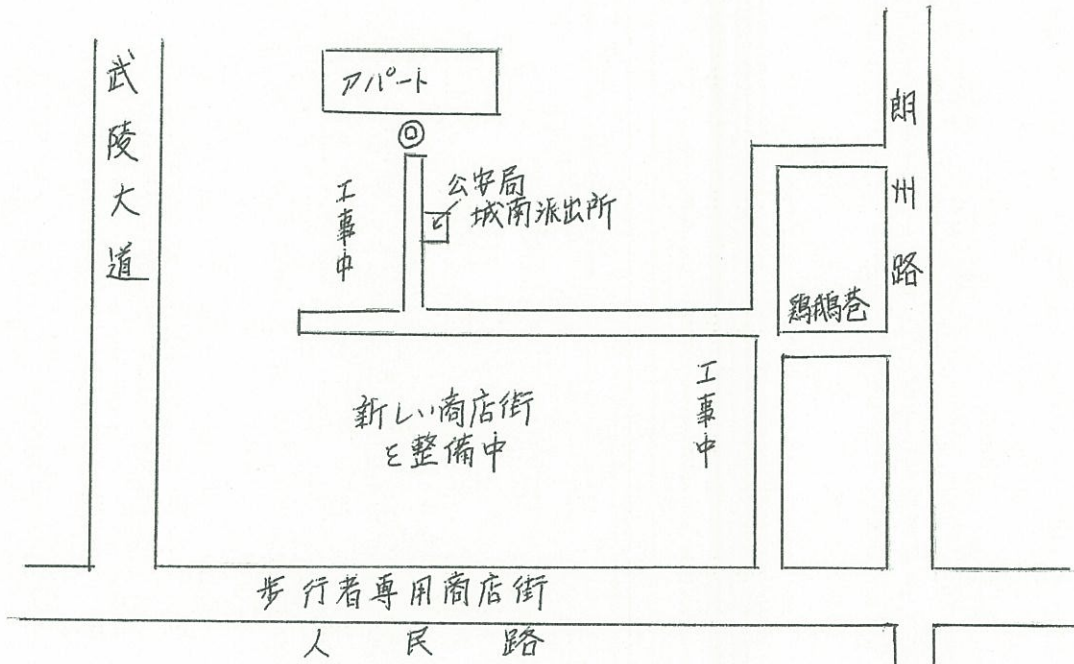 武陵大道
アパート
工事中
公安局
城南派出所
朗州路
鶏鵝巷
工事中
新しい商店街
を整備中
歩行者専用商店街
人民路